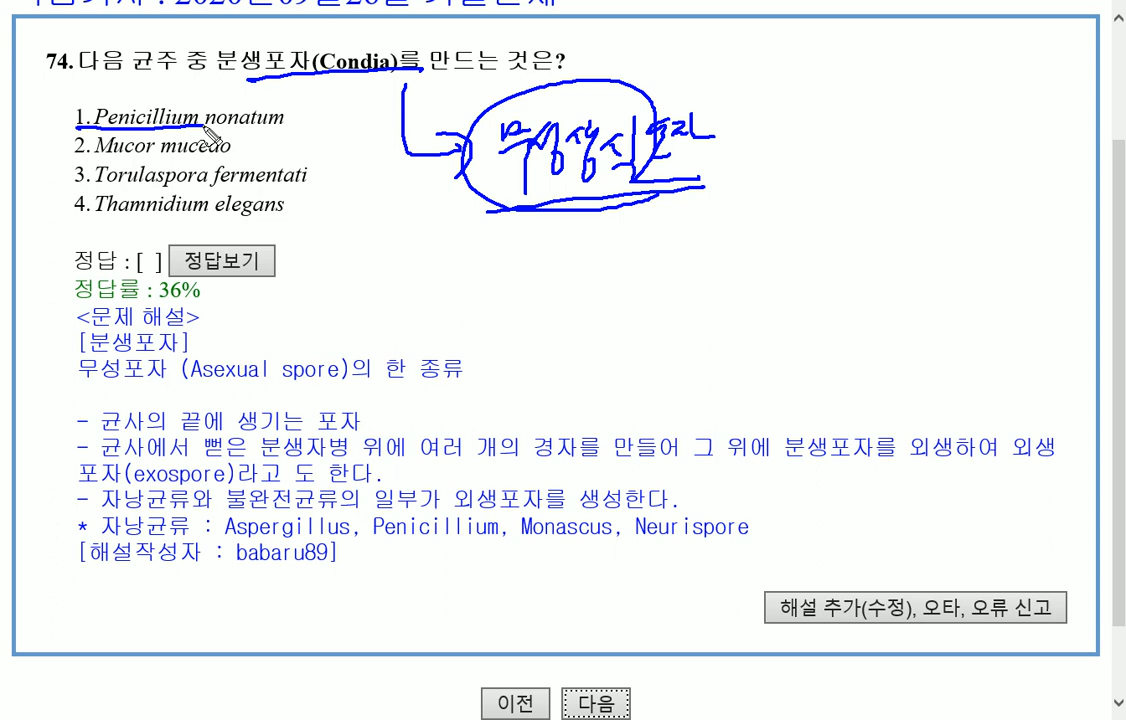 74. 다음 균주 중 분생포자(Condia)를 만드는 것은?
무성생식포자
1. Penicillium nonatum
2. Mucor mucedo
3. Torulaspora fermentati
4. Thamnidium elegans
정답 : [ ] 정답보기
정답률 : 36%
<문제 해설>
[분생포자]
무성포자 (Asexual spore)의 한 종류
- 균사의 끝에 생기는 포자
- 균사에서 뻗은 분생자병 위에 여러 개의 경자를 만들어 그 위에 분생포자를 외생하여 외생
포자(exospore)라고 도 한다.
- 자낭균류와 불완전균류의 일부가 외생포자를 생성한다.
* 자낭균류 : Aspergillus, Penicillium, Monascus, Neurispore
[해설작성자 : babaru89]
해설 추가(수정), 오타, 오류 신고
이전 다음